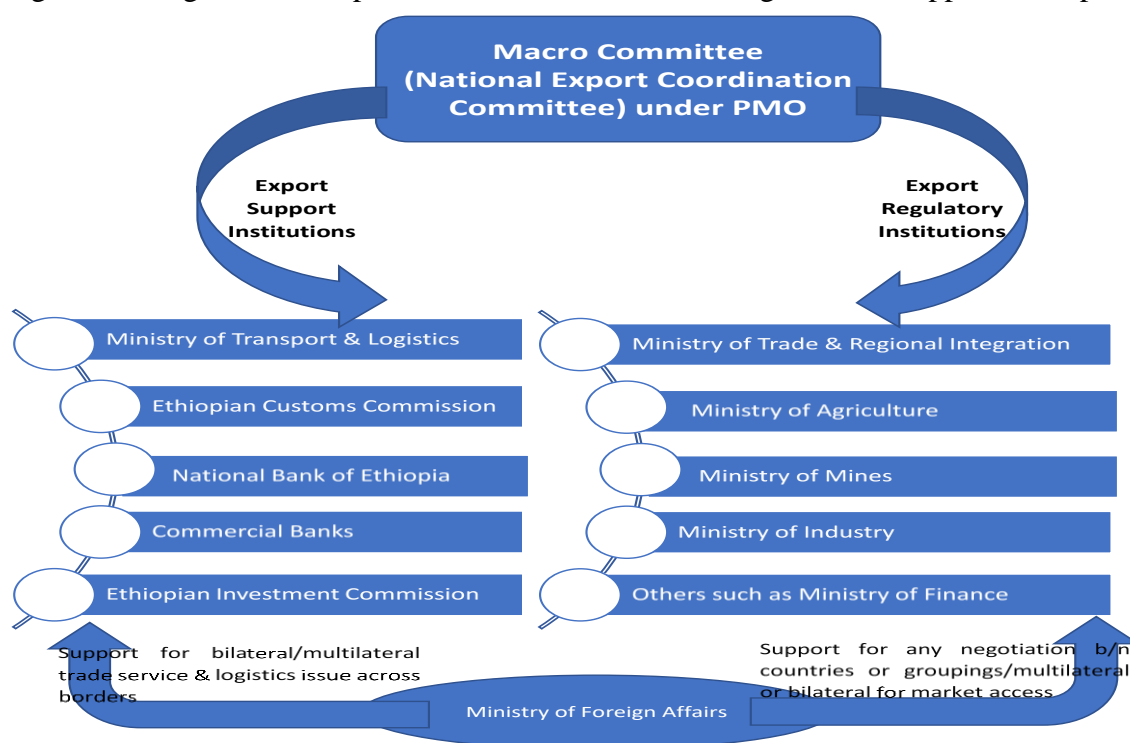 Macro Committee
(National Export Coordination
Committee) under PMO
Export
Support
Institutions
Export
Regulatory
Institutions
Ministry of Transport & Logistics
Ethiopian Customs Commission
National Bank of Ethiopia
Commercial Banks
Ethiopian Investment Commission
Ministry of Trade & Regional Integration
Ministry of Agriculture
Ministry of Mines
Ministry of Industry
Others such as Ministry of Finance
Support for bilateral/multilateral
trade service & logistics issue across
borders
Support for any negotiation b/n
countries or groupings/multilateral
or bilateral for market access
Ministry of Foreign Affairs